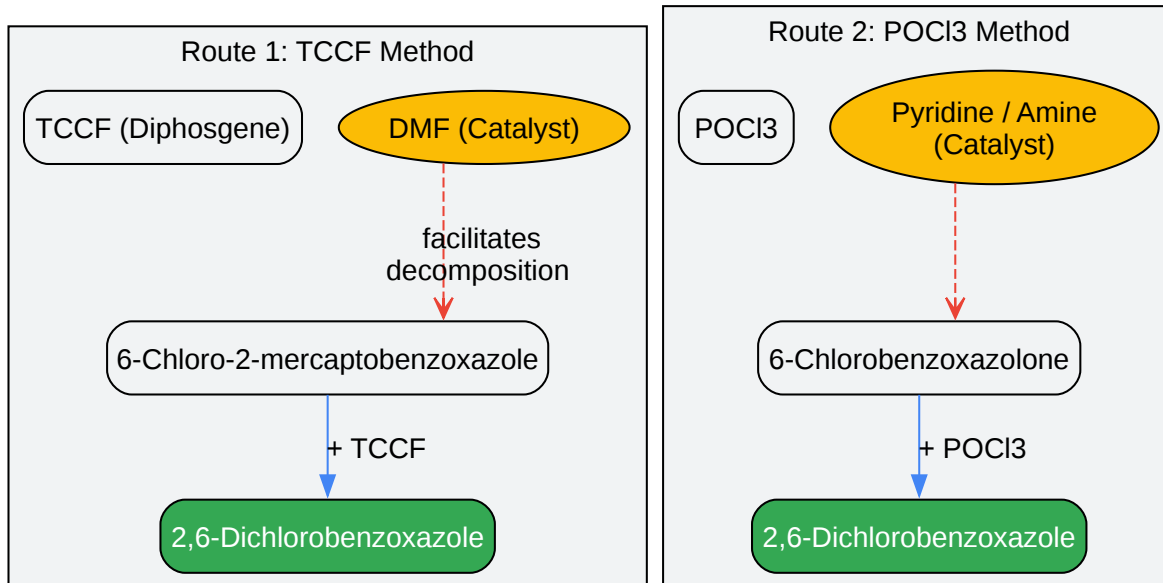 Route 1: TCCF Method
TCCF (Diphosgene)
DMF (Catalyst)
facilitates
decomposition
6-Chloro-2-mercaptobenzoxazole
+ TCCF
2,6-Dichlorobenzoxazole
Route 2: POCl3 Method
POCl3
Pyridine / Amine
(Catalyst)
6-Chlorobenzoxazolone
+ POCl3
2,6-Dichlorobenzoxazole